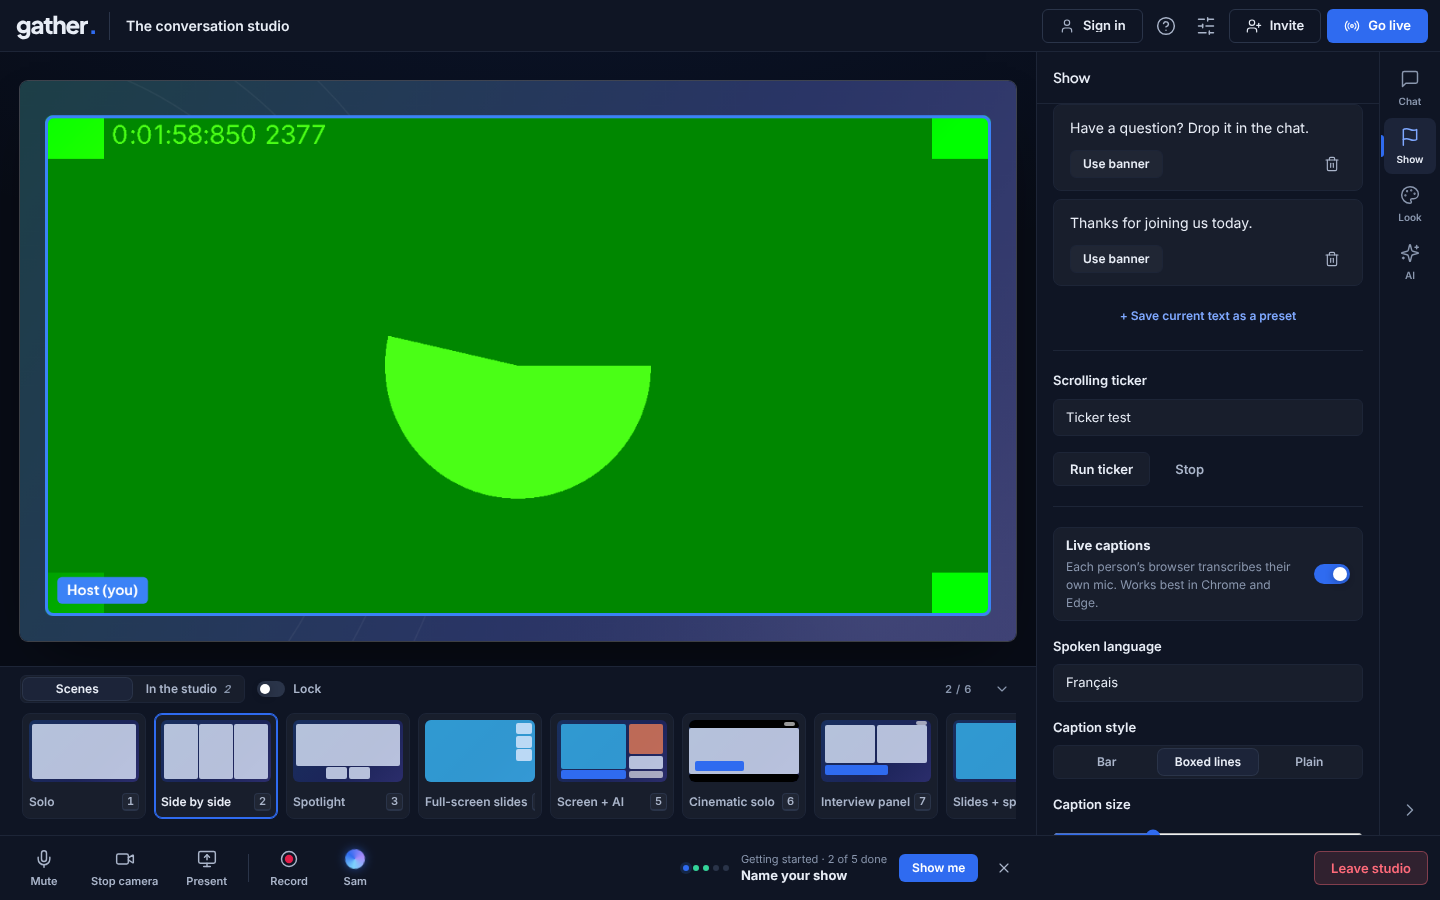 gather.
The conversation studio
Sign in
Invite
Go live
0:01:58:850 2377
Host (you)
Scenes
In the studio 2
Lock
2 / 6
Solo 1
Side by side 2
Spotlight 3
Full-screen slides
Screen + AI 5
Cinematic solo 6
Interview panel 7
Slides + sp
Show
Have a question? Drop it in the chat.
Use banner
Thanks for joining us today.
Use banner
+ Save current text as a preset
Scrolling ticker
Ticker test
Run ticker
Stop
Live captions
Each person’s browser transcribes their
own mic. Works best in Chrome and
Edge.
Spoken language
Français
Caption style
Bar
Boxed lines
Plain
Caption size
Chat
Show
Look
AI
Mute
Stop camera
Present
Record
Sam
Getting started · 2 of 5 done
Name your show
Show me
Leave studio